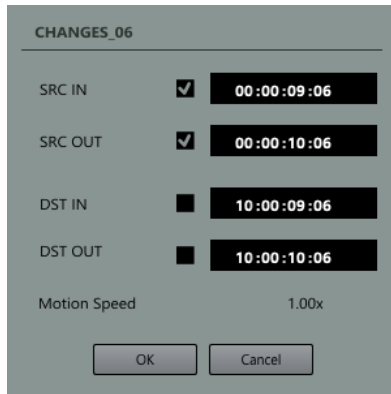 CHANGES_06
SRC IN 00:00:09:06
SRC OUT 00:00:10:06
DST IN 10:00:09:06
DST OUT 10:00:10:06
Motion Speed 1.00x
OK Cancel